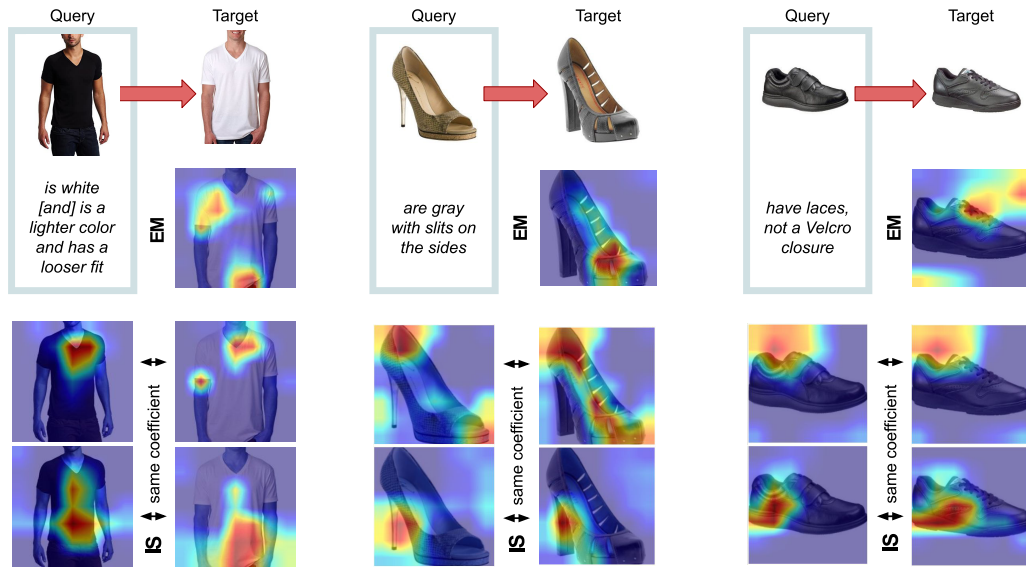 Query
Target
is white
[and] is a
lighter color
and has a
looser fit
EM
same coefficient
IS
Query
Target
are gray
with slits on
the sides
EM
same coefficient
IS
Query
Target
have laces,
not a Velcro
closure
EM
same coefficient
IS